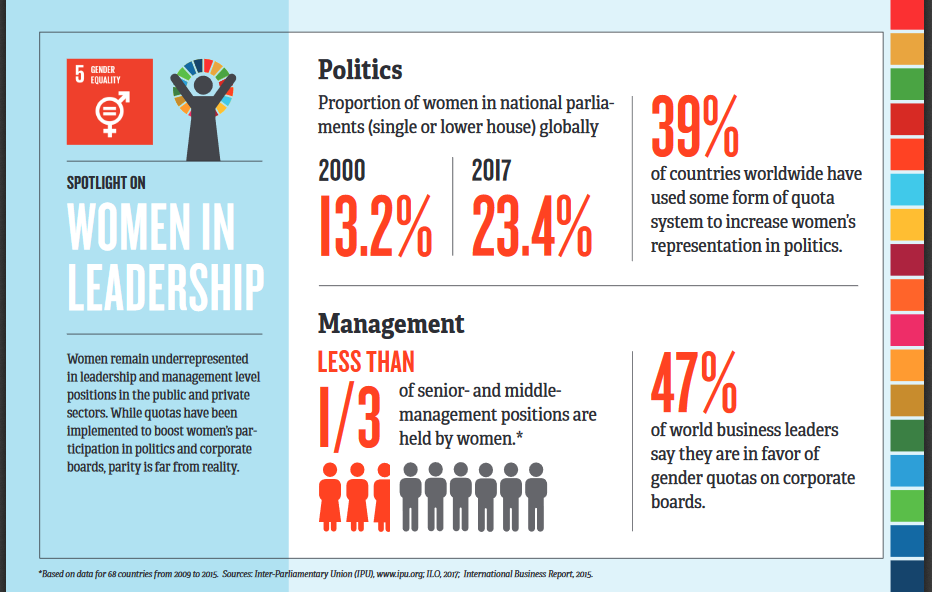 5 GENDER
EQUALITY
SPOTLIGHT ON
WOMEN IN
LEADERSHIP
Women remain underrepresented
in leadership and management level
positions in the public and private
sectors. While quotas have been
implemented to boost women's par-
ticipation in politics and corporate
boards, parity is far from reality.
Politics
Proportion of women in national parlia-
ments (single or lower house) globally
2000
13.2%
2017
23.4%
39%
of countries worldwide have
used some form of quota
system to increase women's
representation in politics.
Management
LESS THAN
1/3
of senior- and middle-
management positions are
held by women.*
47%
of world business leaders
say they are in favor of
gender quotas on corporate
boards.
*Based on data for 68 countries from 2009 to 2015. Sources: Inter-Parliamentary Union (IPU), www.ipu.org; ILO, 2017; International Business Report, 2015.